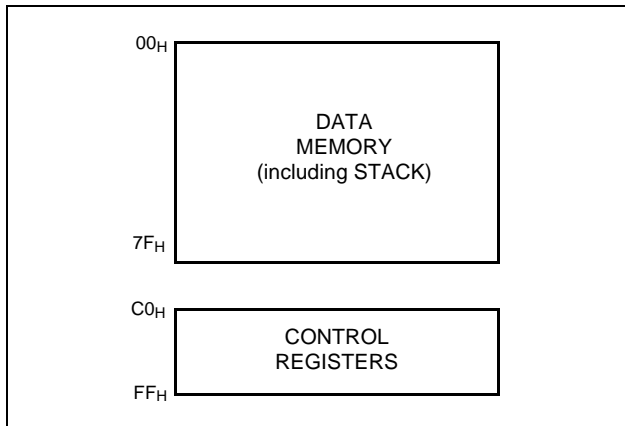 00H
DATA
MEMORY
(including STACK)
7FH
C0H
CONTROL
REGISTERS
FFH